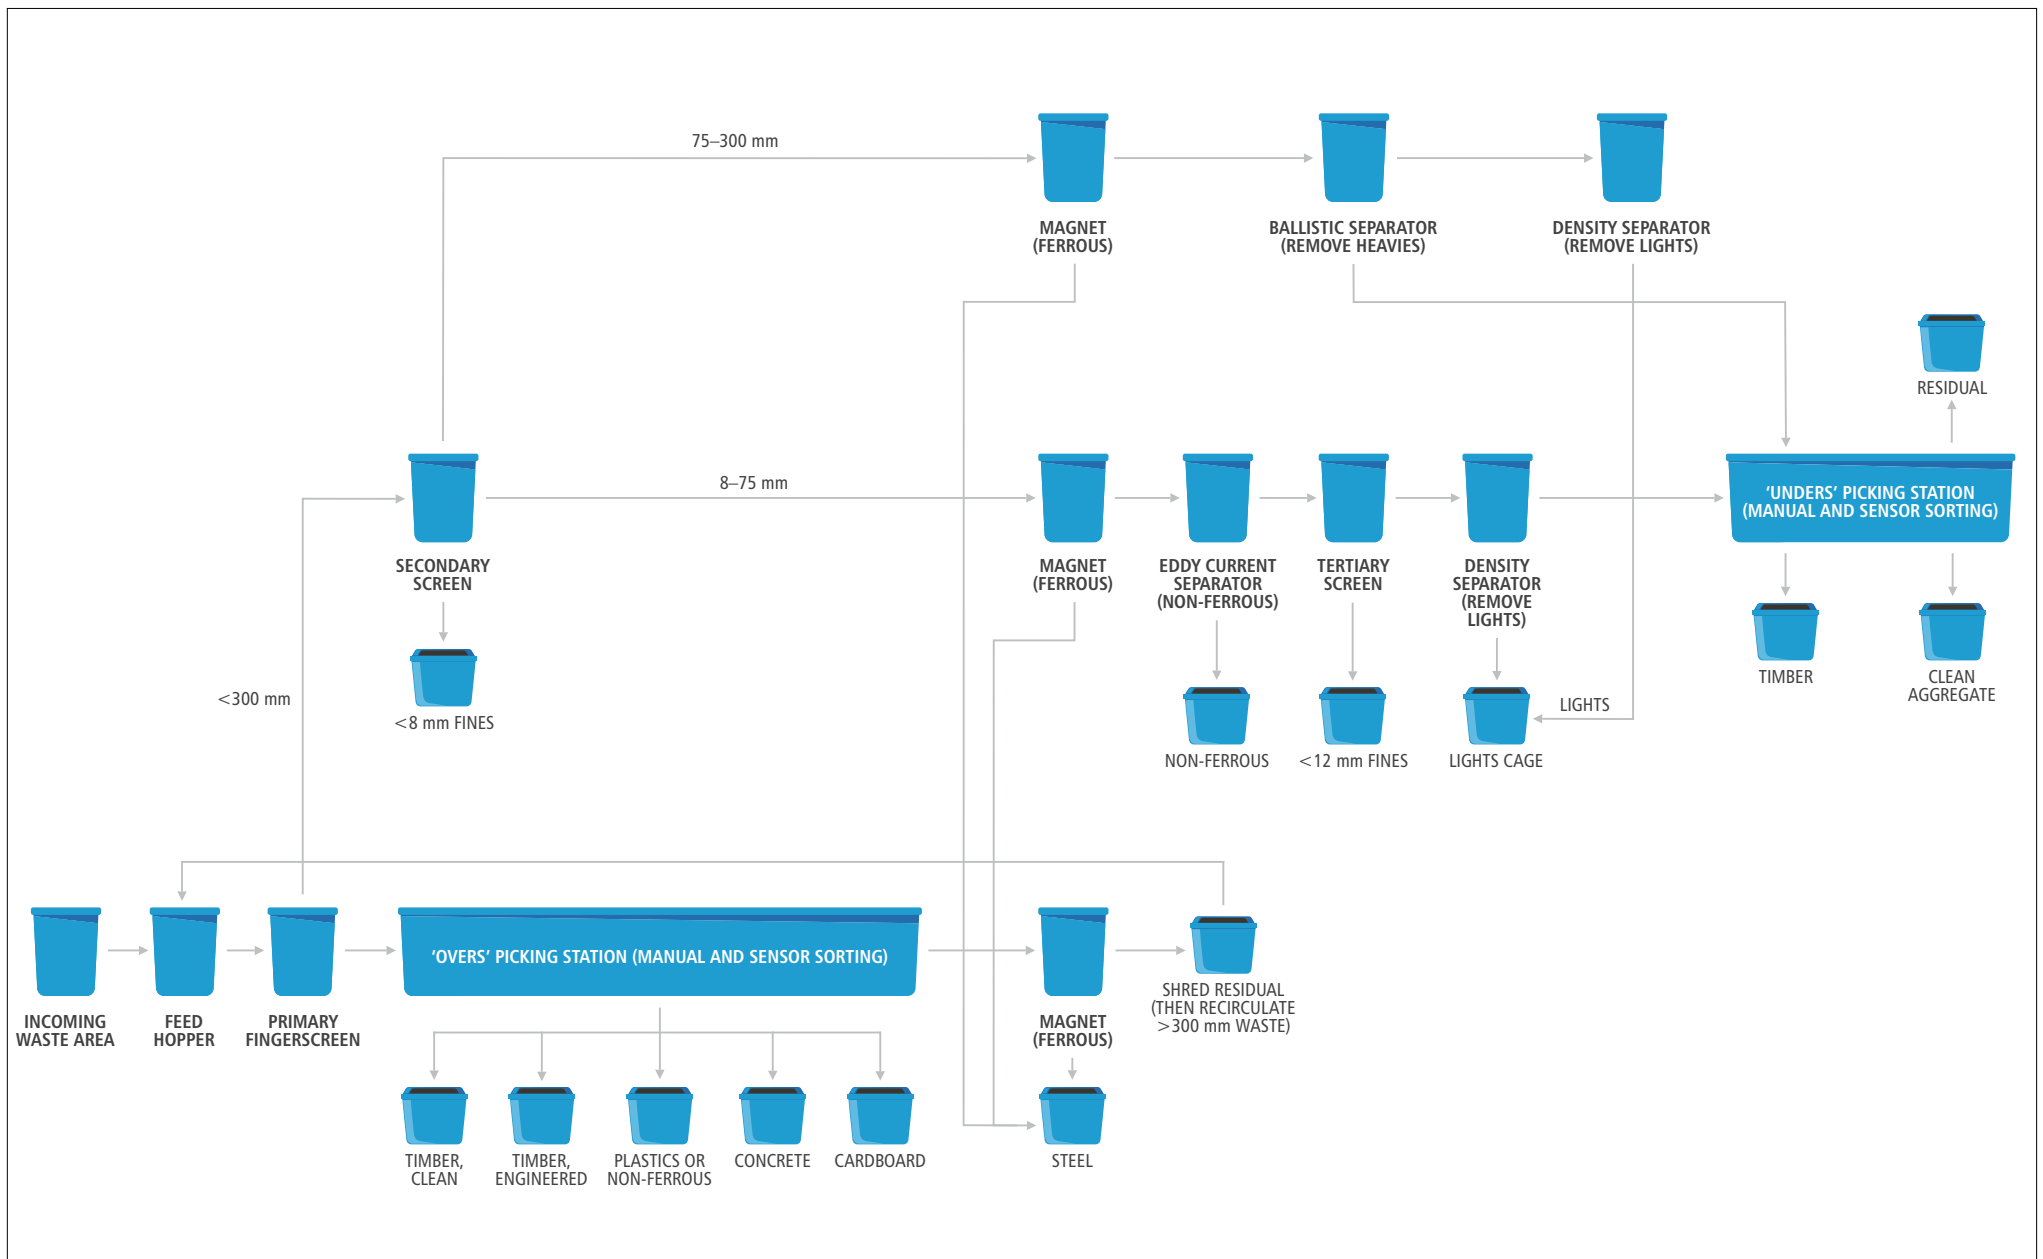 75–300 mm
MAGNET
(FERROUS)
BALLISTIC SEPARATOR
(REMOVE HEAVIES)
DENSITY SEPARATOR
(REMOVE LIGHTS)
RESIDUAL
8–75 mm
'UNDERS' PICKING STATION
(MANUAL AND SENSOR SORTING)
SECONDARY
SCREEN
MAGNET
(FERROUS)
EDDY CURRENT
SEPARATOR
(NON-FERROUS)
TERTIARY
SCREEN
DENSITY
SEPARATOR
(REMOVE
LIGHTS)
TIMBER
CLEAN
AGGREGATE
<300 mm
<8 mm FINES
LIGHTS
NON-FERROUS
<12 mm FINES
LIGHTS CAGE
'OVERS' PICKING STATION (MANUAL AND SENSOR SORTING)
INCOMING
WASTE AREA
FEED
HOPPER
PRIMARY
FINGERSCREEN
MAGNET
(FERROUS)
SHRED RESIDUAL
(THEN RECIRCULATE
>300 mm WASTE)
TIMBER,
CLEAN
TIMBER,
ENGINEERED
PLASTICS OR
NON-FERROUS
CONCRETE
CARDBOARD
STEEL